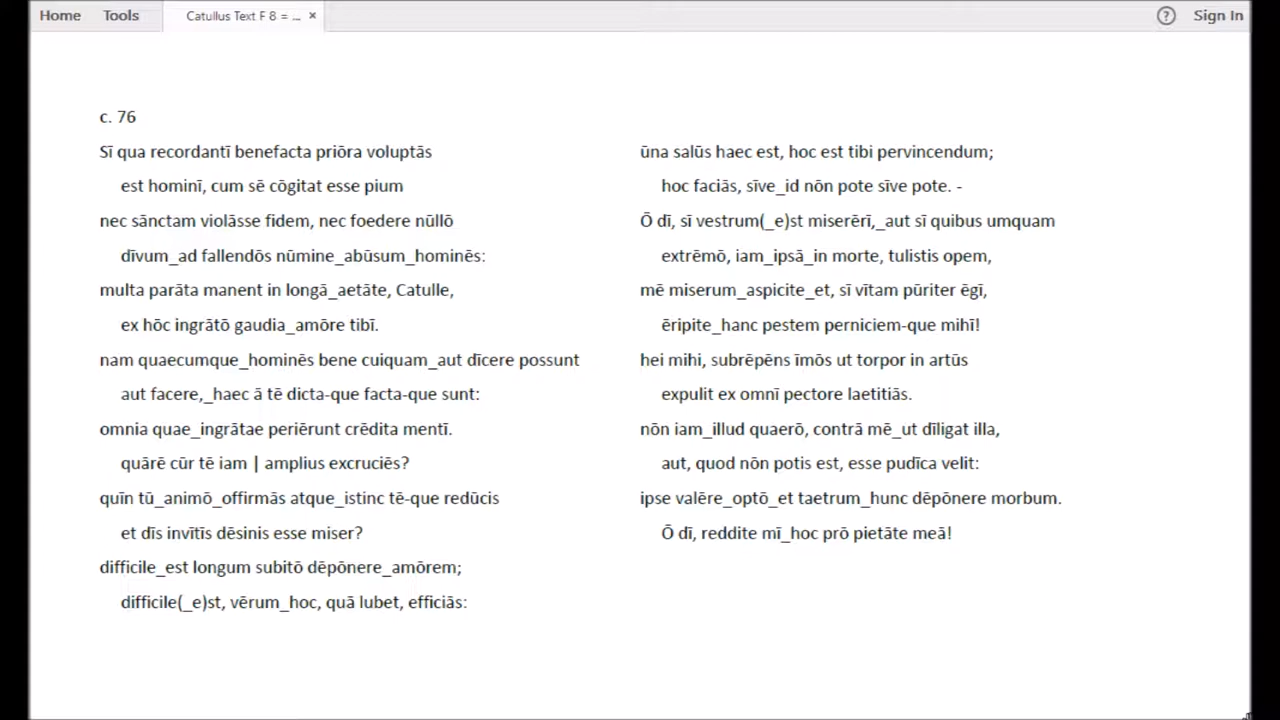 Home Tools Catullus Text F 8 = ... × ? Sign In
c. 76
Sī qua recordantī benefacta priōra voluptās
est hominī, cum sē cōgitat esse pium
nec sānctam violāsse fidem, nec foedere nūllō
dīvum_ad fallendōs nūmine_abūsum_hominēs:
multa parāta manent in longā_aetāte, Catulle,
ex hōc ingrātō gaudia_amōre tibī.
nam quaecumque_hominēs bene cuiquam_aut dīcere possunt
aut facere,_haec ā tē dicta-que facta-que sunt:
omnia quae_ingrātae periērunt crēdita mentī.
quārē cūr tē iam | amplius excruciēs?
quīn tū_animō_offirmās atque_istinc tē-que redūcis
et dīs invītīs dēsinis esse miser?
difficile_est longum subitō dēpōnere_amōrem;
difficile(_e)st, vērum_hoc, quā lubet, efficiās:
ūna salūs haec est, hoc est tibi pervincendum;
hoc faciās, sīve_id nōn pote sīve pote. -
Ō dī, sī vestrum(_e)st miserērī,_aut sī quibus umquam
extrēmō, iam_ipsā_in morte, tulistis opem,
mē miserum_aspicite_et, sī vītam pūriter ēgī,
ēripite_hanc pestem perniciem-que mihī!
hei mihi, subrēpēns īmōs ut torpor in artūs
expulit ex omnī pectore laetitiās.
nōn iam_illud quaerō, contrā mē_ut dīligat illa,
aut, quod nōn potis est, esse pudīca velit:
ipse valēre_optō_et taetrum_hunc dēpōnere morbum.
Ō dī, reddite mī_hoc prō pietāte meā!